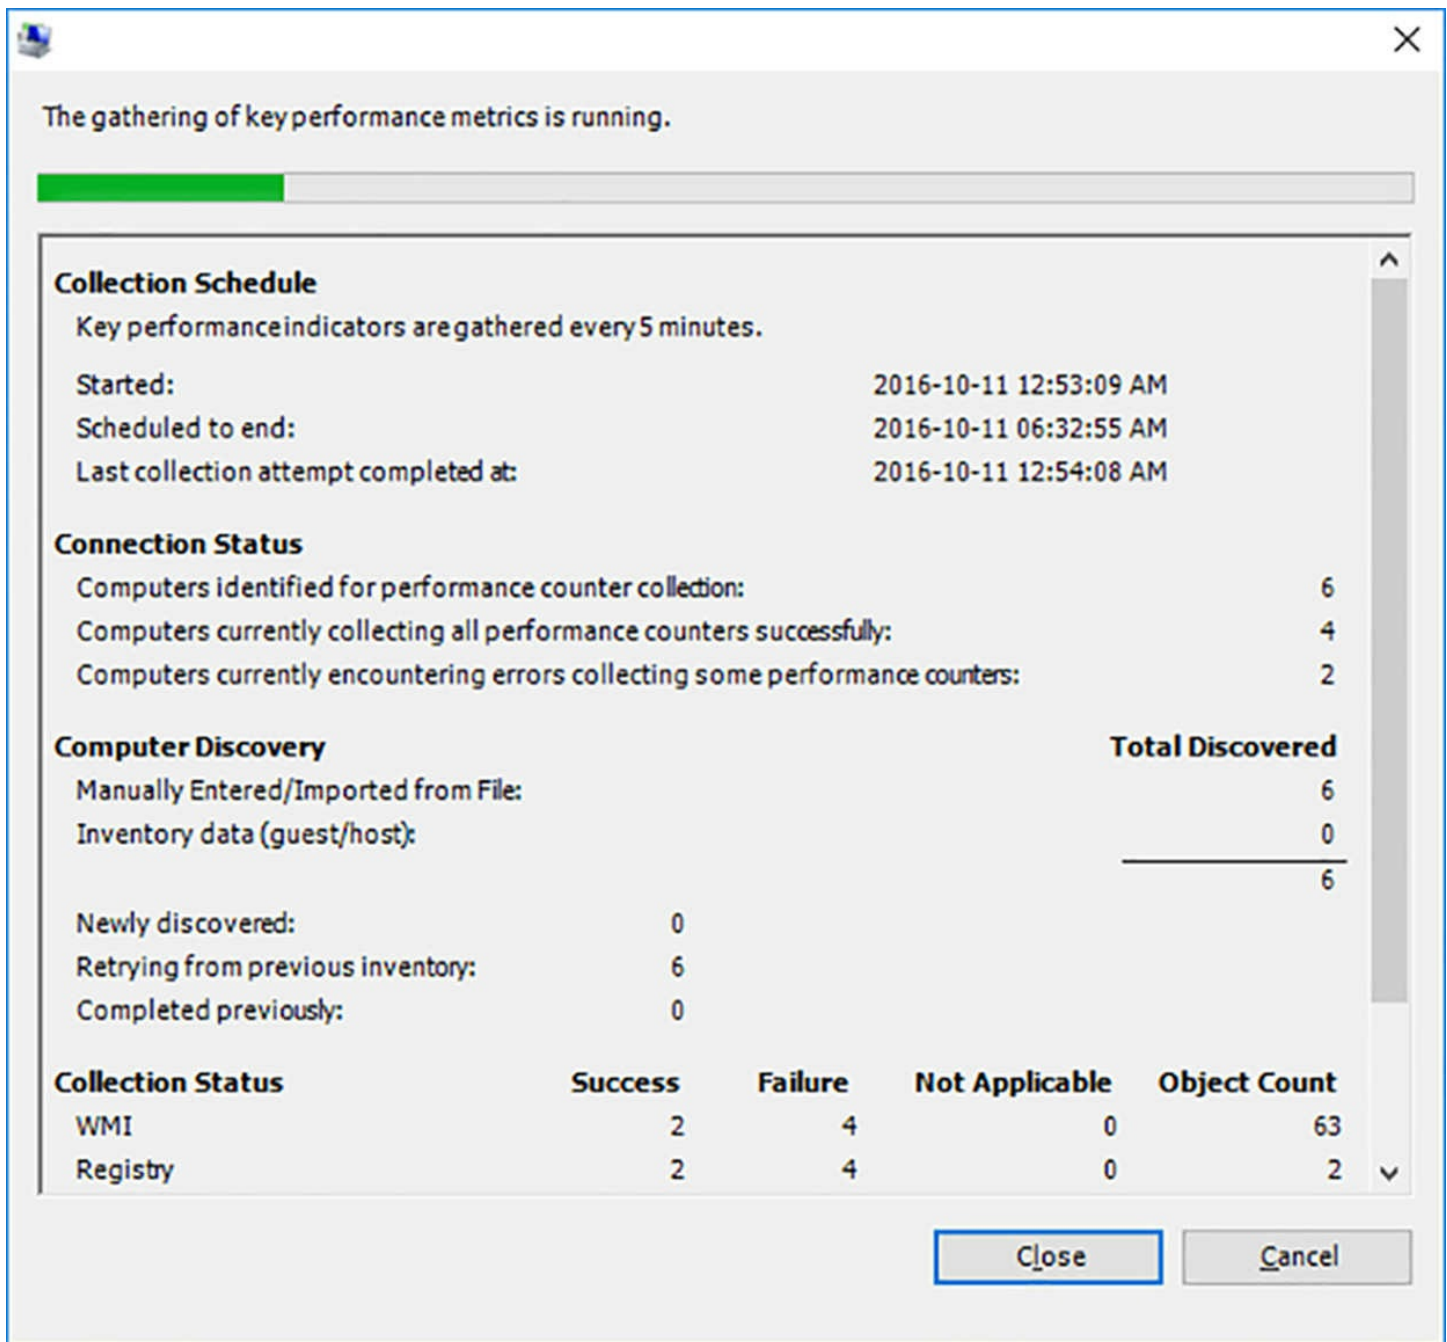 The gathering of key performance metrics is running.
Collection Schedule
Key performance indicators are gathered every 5 minutes.
Started: 2016-10-11 12:53:09 AM
Scheduled to end: 2016-10-11 06:32:55 AM
Last collection attempt completed at: 2016-10-11 12:54:08 AM
Connection Status
Computers identified for performance counter collection: 6
Computers currently collecting all performance counters successfully: 4
Computers currently encountering errors collecting some performance counters: 2
Computer Discovery Total Discovered
Manually Entered/Imported from File: 6
Inventory data (guest/host): 0
6
Newly discovered: 0
Retrying from previous inventory: 6
Completed previously: 0
Collection Status Success Failure Not Applicable Object Count
WMI 2 4 0 63
Registry 2 4 0 2
Close Cancel